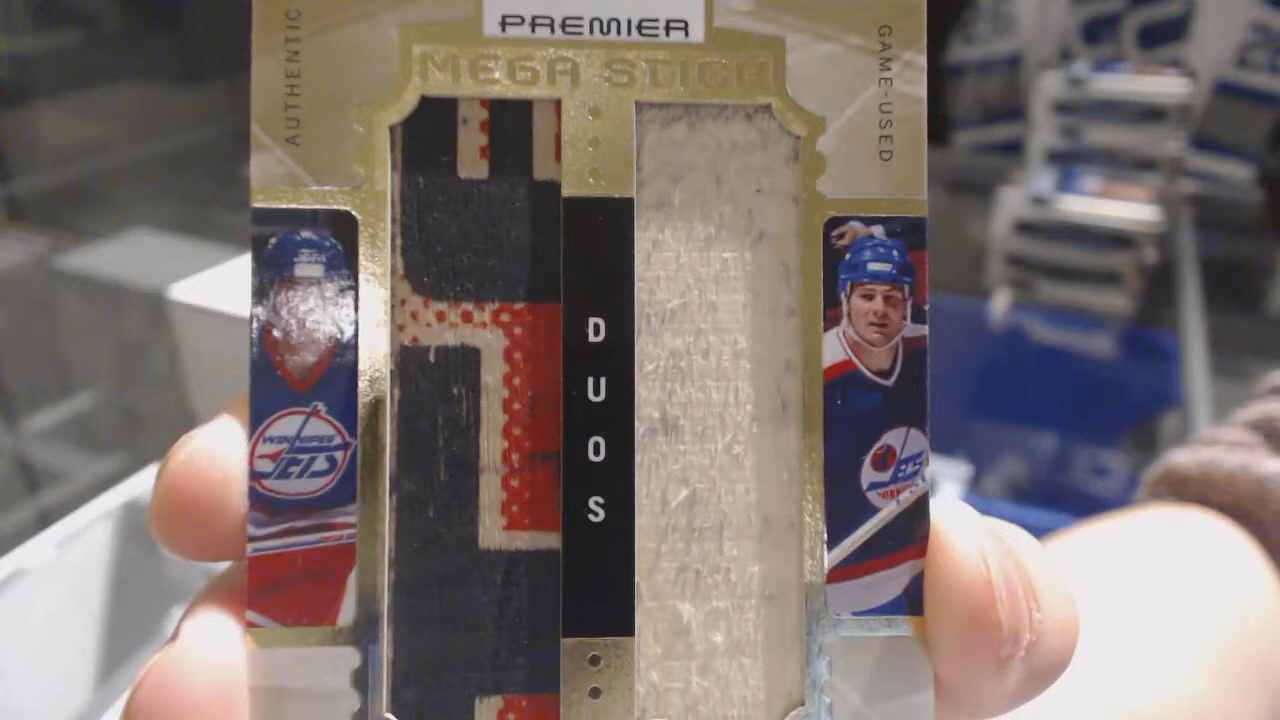 PREMIER
MEGA STICK
AUTHENTIC
GAME-USED
DUOS
WINNIPEG
JETS
JETS